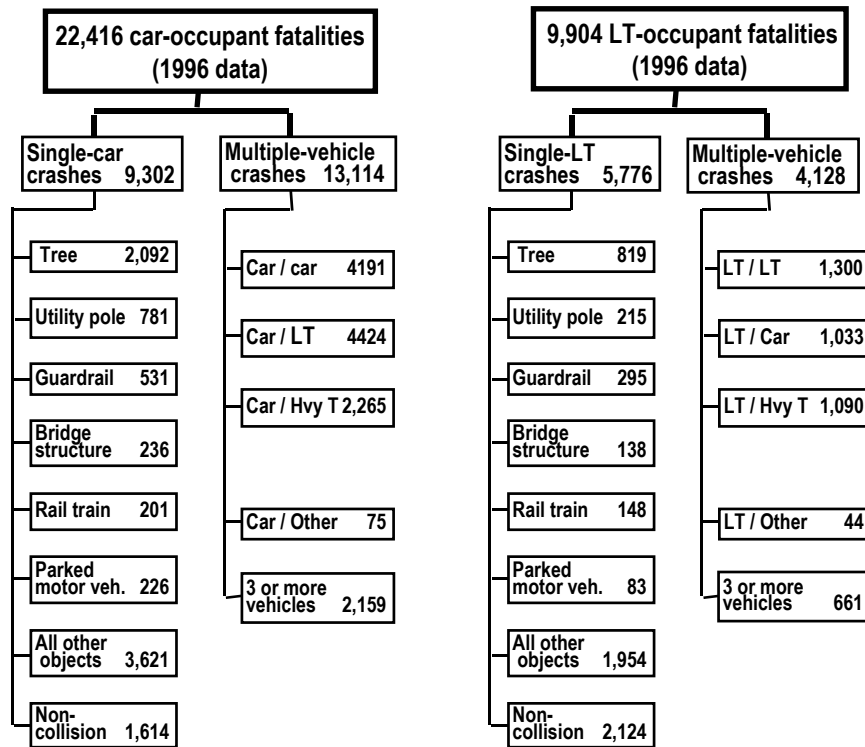 22,416 car-occupant fatalities
(1996 data)
Single-car
crashes 9,302
Multiple-vehicle
crashes 13,114
Tree 2,092
Utility pole 781
Guardrail 531
Bridge
structure 236
Rail train 201
Parked
motor veh. 226
All other
objects 3,621
Non-
collision 1,614
Car / car 4191
Car / LT 4424
Car / Hvy T 2,265
Car / Other 75
3 or more
vehicles 2,159
9,904 LT-occupant fatalities
(1996 data)
Single-LT
crashes 5,776
Multiple-vehicle
crashes 4,128
Tree 819
Utility pole 215
Guardrail 295
Bridge
structure 138
Rail train 148
Parked
motor veh. 83
All other
objects 1,954
Non-
collision 2,124
LT / LT 1,300
LT / Car 1,033
LT / Hvy T 1,090
LT / Other 44
3 or more
vehicles 661